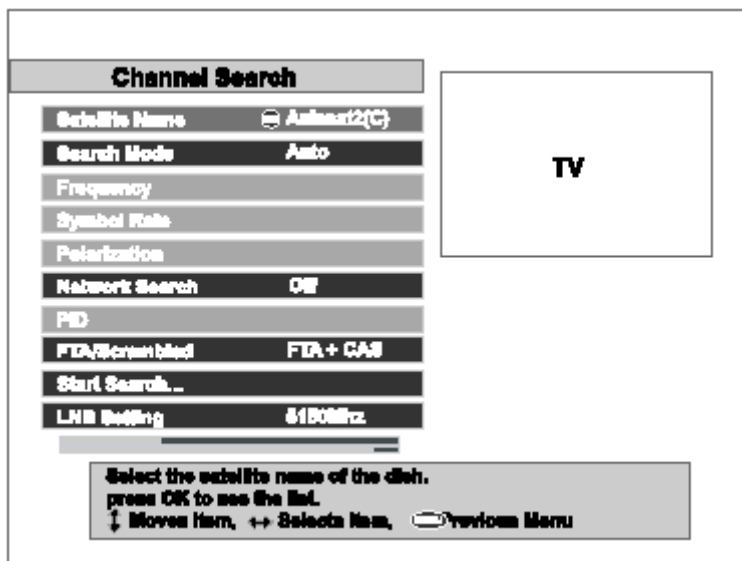 Channel Search
Satellite Name
Search Mode Auto
Frequency
Symbol Rate
Polarization
Network Search Off
PID
FTA/Scrambled FTA + CAS
Start Search...
LNB Setting 5150Mhz
TV
Select the satellite name of the dish.
press OK to see the list.
Moves Item, Selects Item, Previous Menu